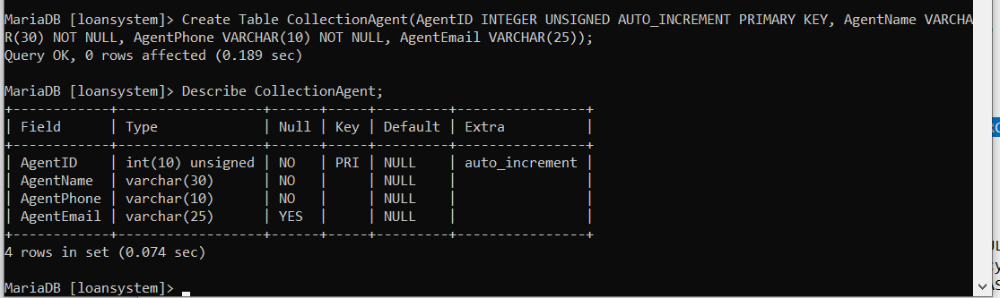 MariaDB [loansystem]> Create Table CollectionAgent(AgentID INTEGER UNSIGNED AUTO_INCREMENT PRIMARY KEY, AgentName VARCHA
R(30) NOT NULL, AgentPhone VARCHAR(10) NOT NULL, AgentEmail VARCHAR(25));
Query OK, 0 rows affected (0.189 sec)
MariaDB [loansystem]> Describe CollectionAgent;
+------------+------------------+------+-----+---------+----------------+
| Field      | Type             | Null | Key | Default | Extra          |
+------------+------------------+------+-----+---------+----------------+
| AgentID    | int(10) unsigned | NO   | PRI | NULL    | auto_increment |
| AgentName  | varchar(30)      | NO   |     | NULL    |                |
| AgentPhone | varchar(10)      | NO   |     | NULL    |                |
| AgentEmail | varchar(25)      | YES  |     | NULL    |                |
+------------+------------------+------+-----+---------+----------------+
4 rows in set (0.074 sec)
MariaDB [loansystem]>